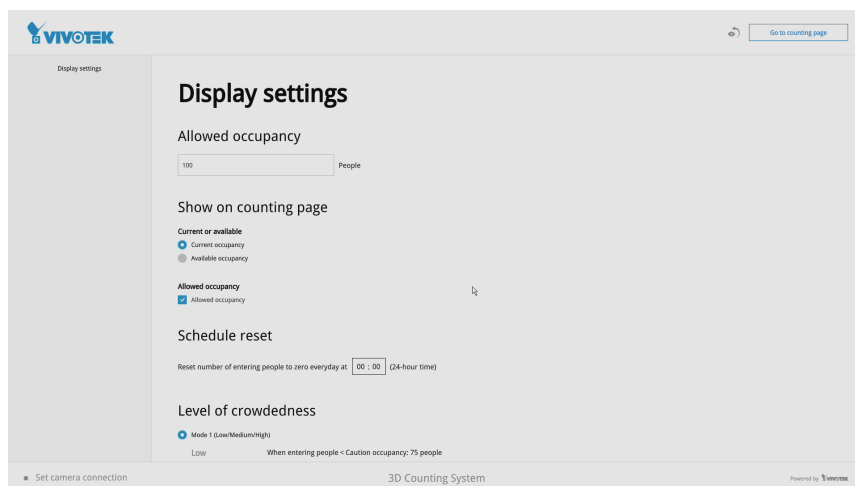 VIVOTEK
Go to counting page
Display settings
Display settings
Allowed occupancy
100 People
Show on counting page
Current or available
Current occupancy
Available occupancy
Allowed occupancy
Allowed occupancy
Schedule reset
Reset number of entering people to zero everyday at 00 : 00 (24-hour time)
Level of crowdedness
Mode 1 (Low/Medium/High)
Low When entering people < Caution occupancy: 75 people
Set camera connection
3D Counting System
Powered by VIVOTEK